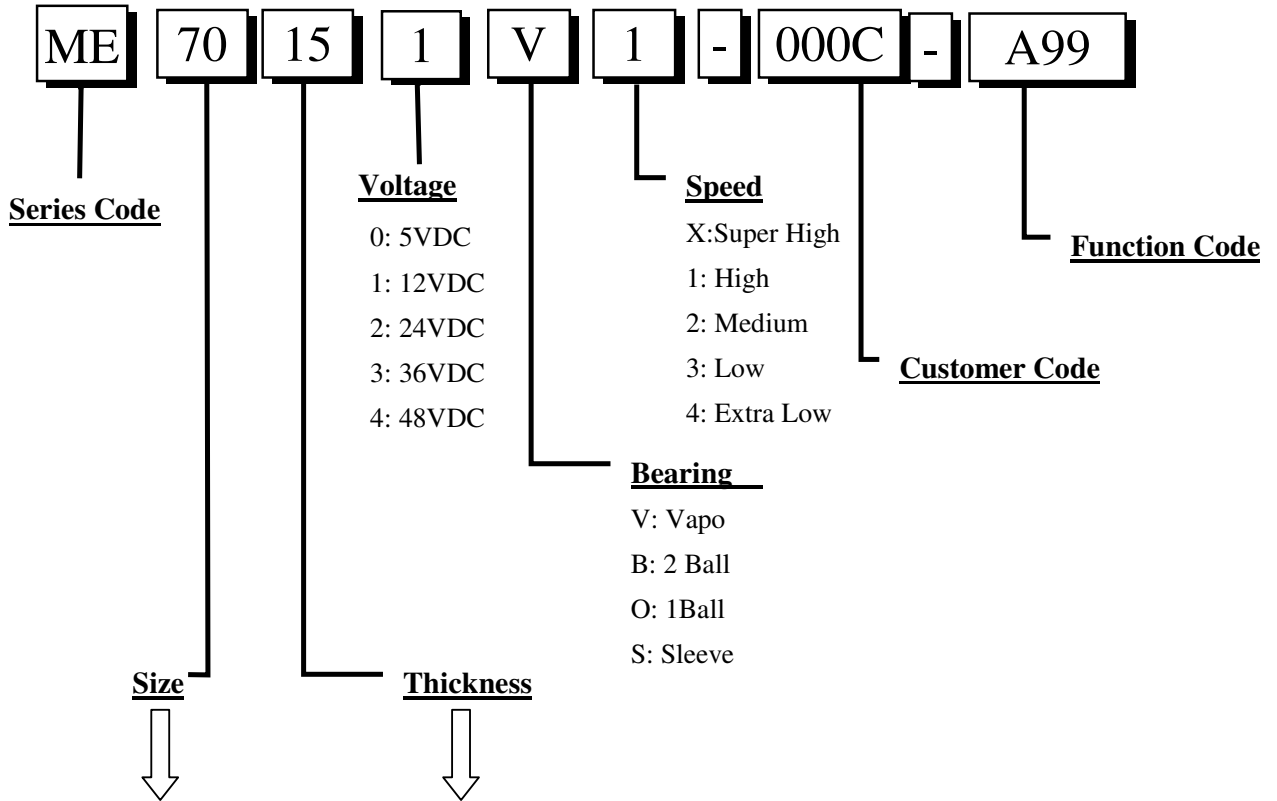 ME 70 15 1 V 1 - 000C - A99
Series Code
Voltage
0: 5VDC
1: 12VDC
2: 24VDC
3: 36VDC
4: 48VDC
Speed
X:Super High
1: High
2: Medium
3: Low
4: Extra Low
Function Code
Customer Code
Bearing
V: Vapo
B: 2 Ball
O: 1Ball
S: Sleeve
Size
Thickness